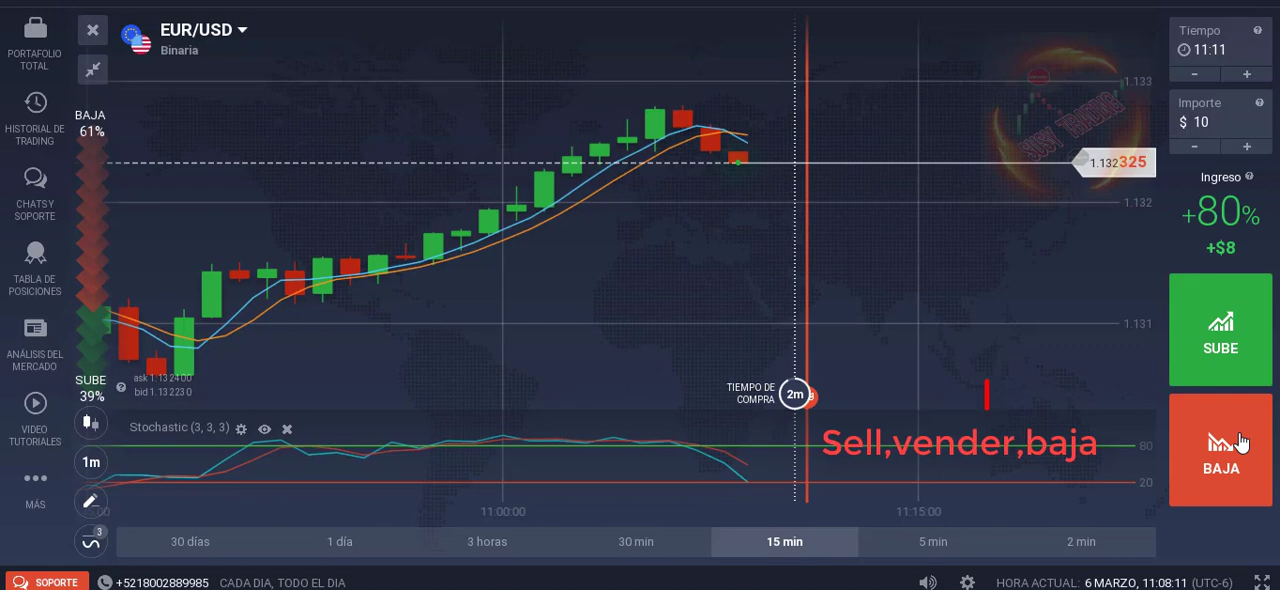 PORTAFOLIO
TOTAL
HISTORIAL DE
TRADING
CHATS Y
SOPORTE
TABLA DE
POSICIONES
ANÁLISIS DEL
MERCADO
VIDEO
TUTORIALES
MÁS
EUR/USD
Binaria
BAJA
61%
SUBE
39%
ask 1.132400
bid 1.132230
1m
3
Stochastic (3, 3, 3)
TIEMPO DE
COMPRA
2m
SUSY TRADING
1.133
1.132325
1.132
1.131
Sell,vender,baja
80
20
11:00:00
11:15:00
30 días
1 día
3 horas
30 min
15 min
5 min
2 min
Tiempo
11:11
- +
Importe
$ 10
- +
Ingreso
+80%
+$8
SUBE
BAJA
SOPORTE
+5218002889985
CADA DIA, TODO EL DIA
HORA ACTUAL: 6 MARZO, 11:08:11 (UTC-6)